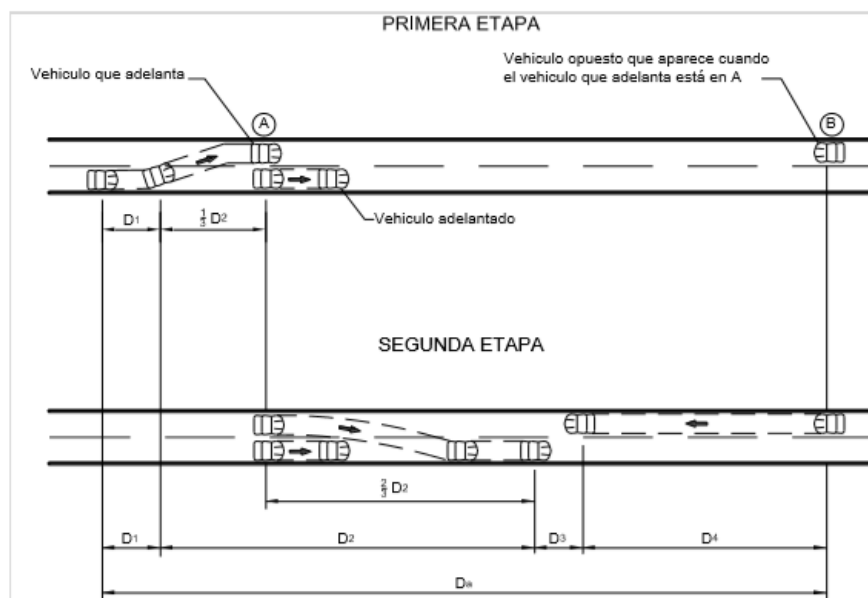 PRIMERA ETAPA
Vehiculo que adelanta
Vehiculo opuesto que aparece cuando
el vehiculo que adelanta está en A
A
B
Vehiculo adelantado
D1
1/3 D2
SEGUNDA ETAPA
2/3 D2
D1
D2
D3
D4
Da